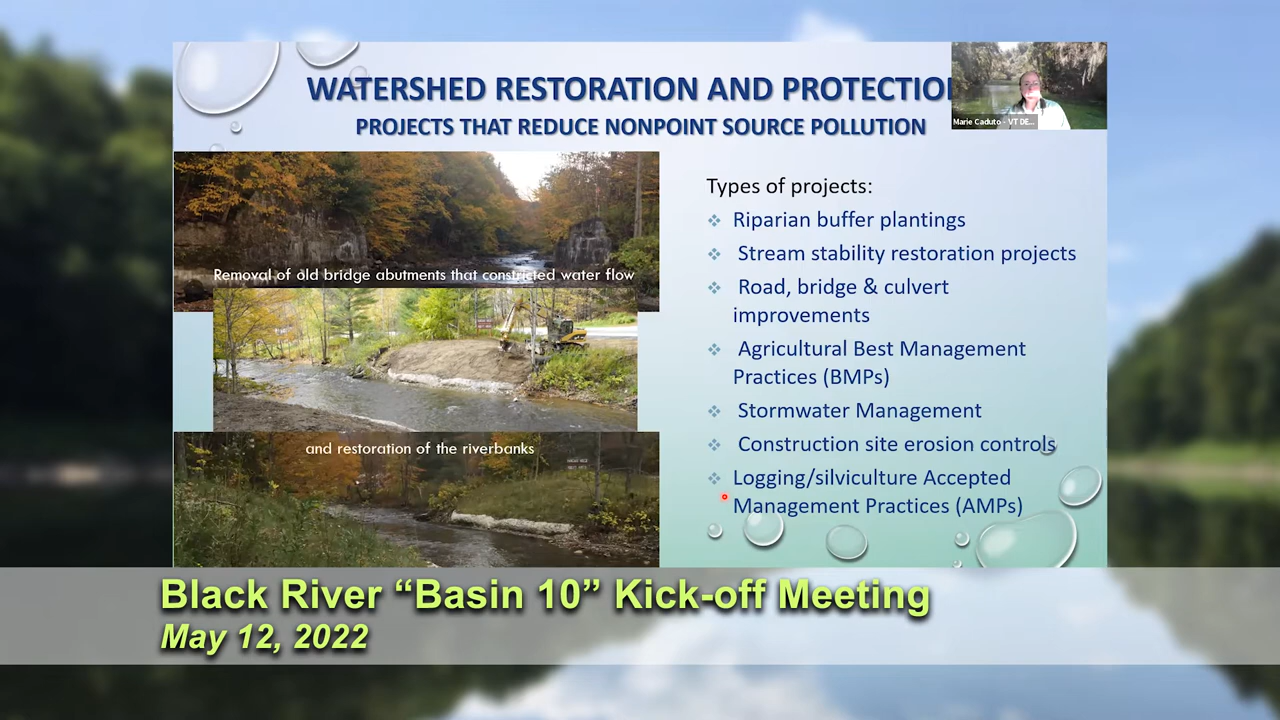 WATERSHED RESTORATION AND PROTECTION
PROJECTS THAT REDUCE NONPOINT SOURCE POLLUTION
Marie Caduto - VT DE...
Removal of old bridge abutments that constricted water flow
and restoration of the riverbanks
Types of projects:
Riparian buffer plantings
Stream stability restoration projects
Road, bridge & culvert
improvements
Agricultural Best Management
Practices (BMPs)
Stormwater Management
Construction site erosion controls
Logging/silviculture Accepted
Management Practices (AMPs)
Black River “Basin 10” Kick-off Meeting
May 12, 2022